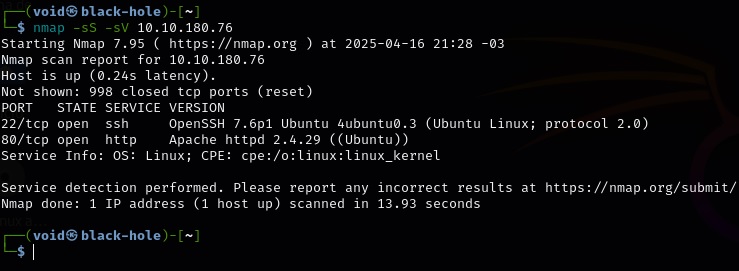 ┌──(void㉿black-hole)-[~]
└─$ nmap -sS -sV 10.10.180.76
Starting Nmap 7.95 ( https://nmap.org ) at 2025-04-16 21:28 -03
Nmap scan report for 10.10.180.76
Host is up (0.24s latency).
Not shown: 998 closed tcp ports (reset)
PORT   STATE SERVICE VERSION
22/tcp open  ssh     OpenSSH 7.6p1 Ubuntu 4ubuntu0.3 (Ubuntu Linux; protocol 2.0)
80/tcp open  http    Apache httpd 2.4.29 ((Ubuntu))
Service Info: OS: Linux; CPE: cpe:/o:linux:linux_kernel

Service detection performed. Please report any incorrect results at https://nmap.org/submit/
Nmap done: 1 IP address (1 host up) scanned in 13.93 seconds

┌──(void㉿black-hole)-[~]
└─$